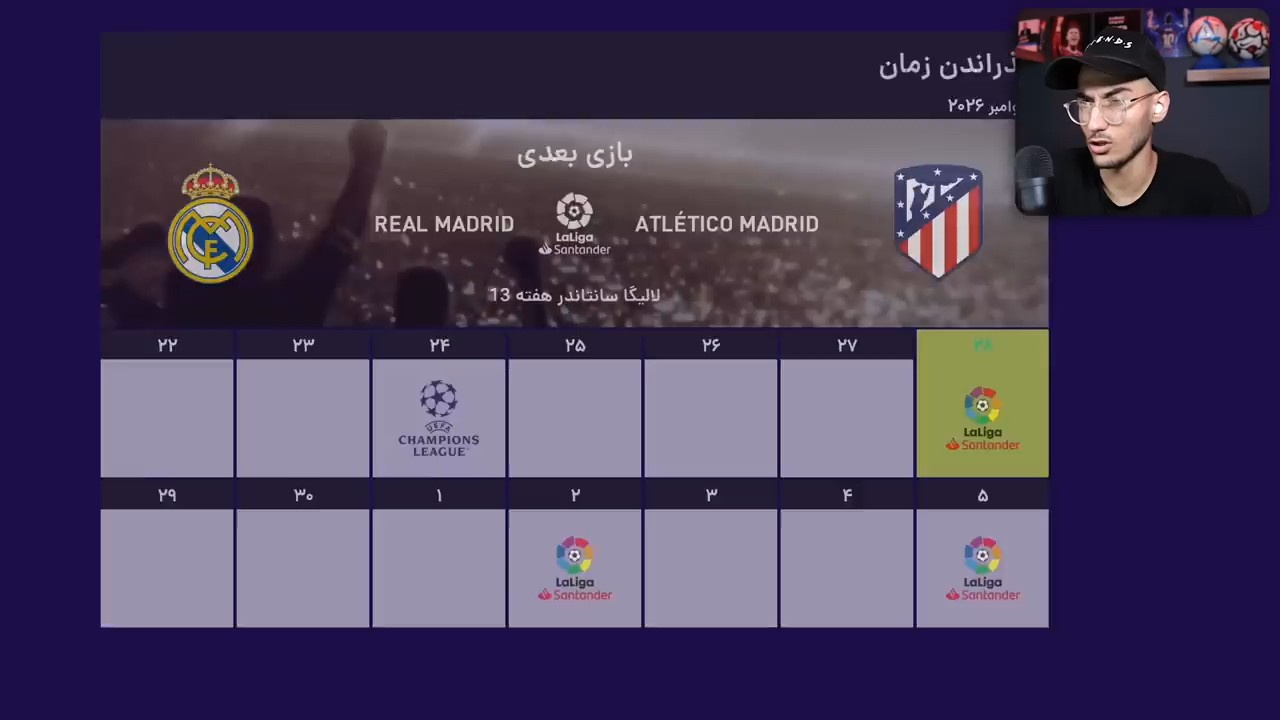 گذراندن زمان
نوامبر ۲۰۲۶
بازی بعدی
REAL MADRID
LaLiga
Santander
ATLÉTICO MADRID
لالیگا سانتاندر هفته 13
۲۲ ۲۳ ۲۴ ۲۵ ۲۶ ۲۷ ۲۸
UEFA
CHAMPIONS
LEAGUE
LaLiga
Santander
۲۹ ۳۰ ۱ ۲ ۳ ۴ ۵
LaLiga
Santander
LaLiga
Santander